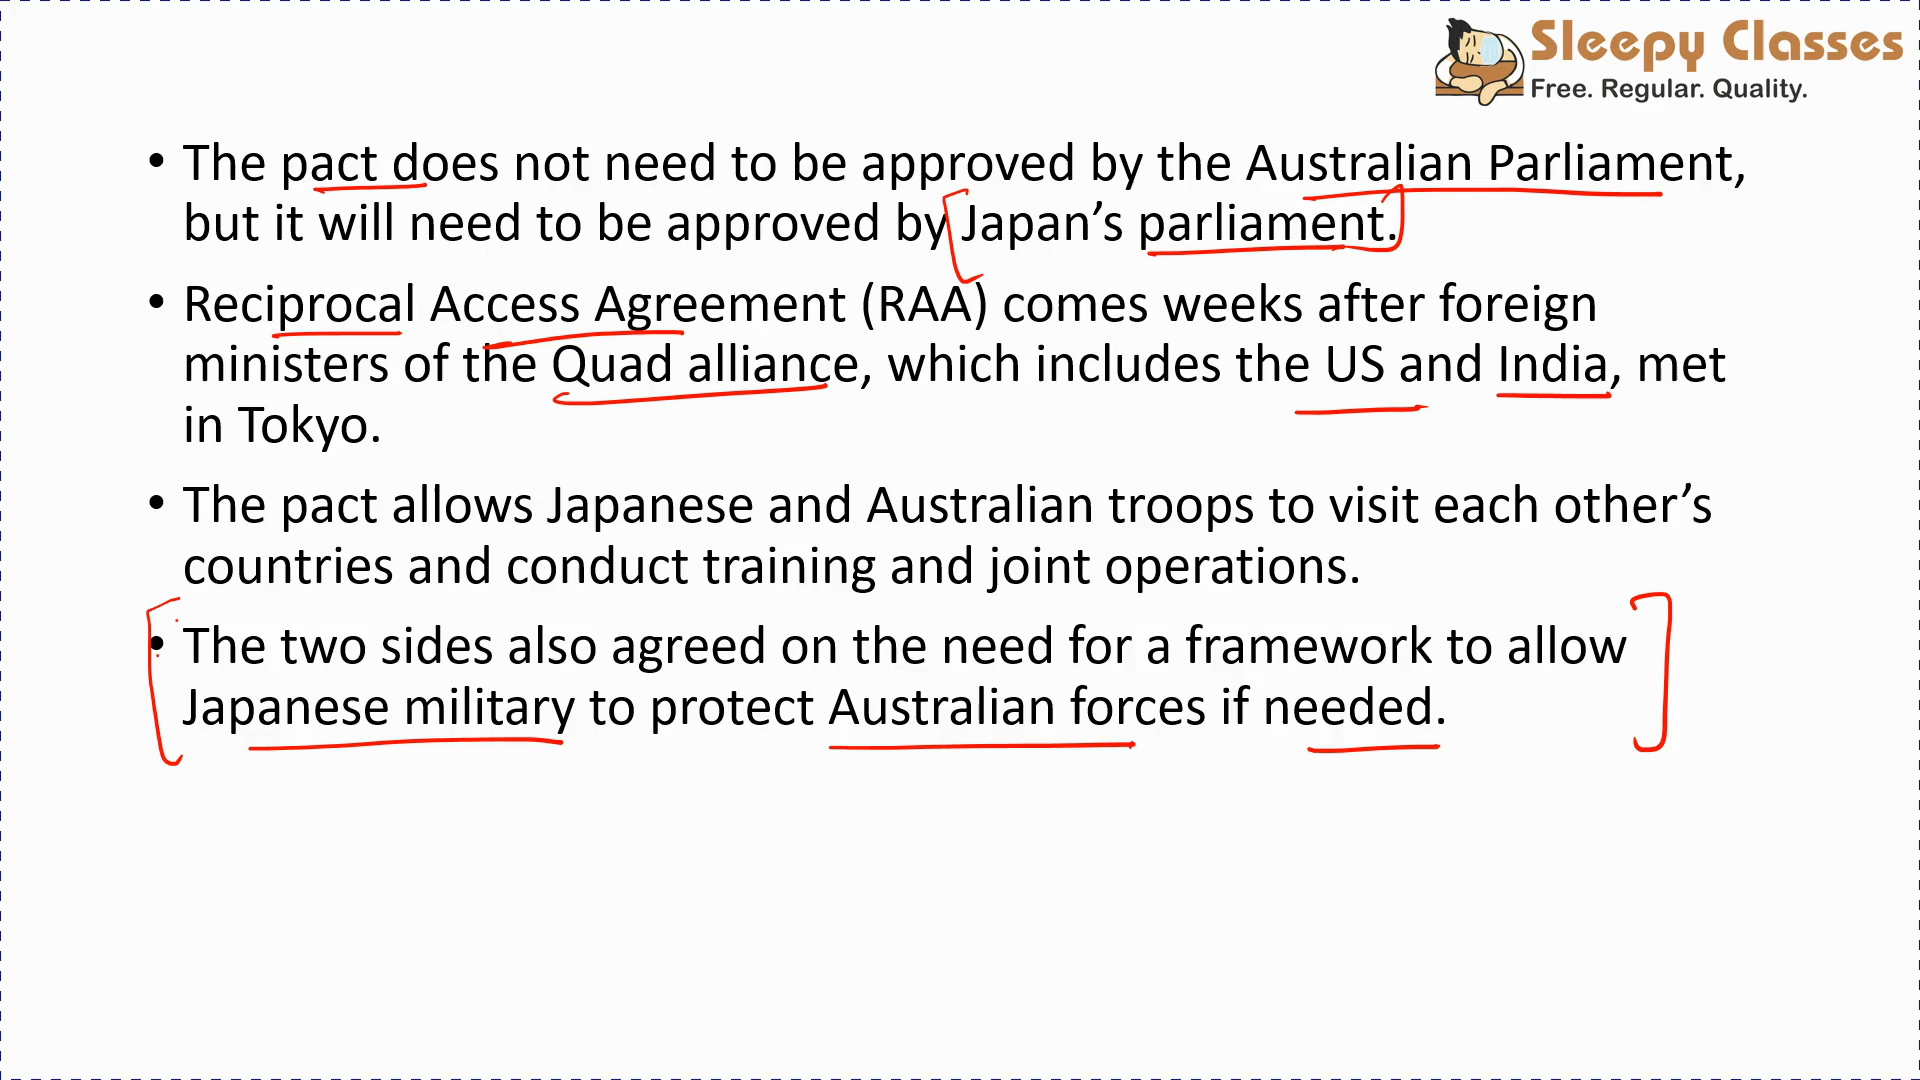 Sleepy Classes
Free. Regular. Quality.
• The pact does not need to be approved by the Australian Parliament,
but it will need to be approved by Japan’s parliament.
• Reciprocal Access Agreement (RAA) comes weeks after foreign
ministers of the Quad alliance, which includes the US and India, met
in Tokyo.
• The pact allows Japanese and Australian troops to visit each other’s
countries and conduct training and joint operations.
• The two sides also agreed on the need for a framework to allow
Japanese military to protect Australian forces if needed.